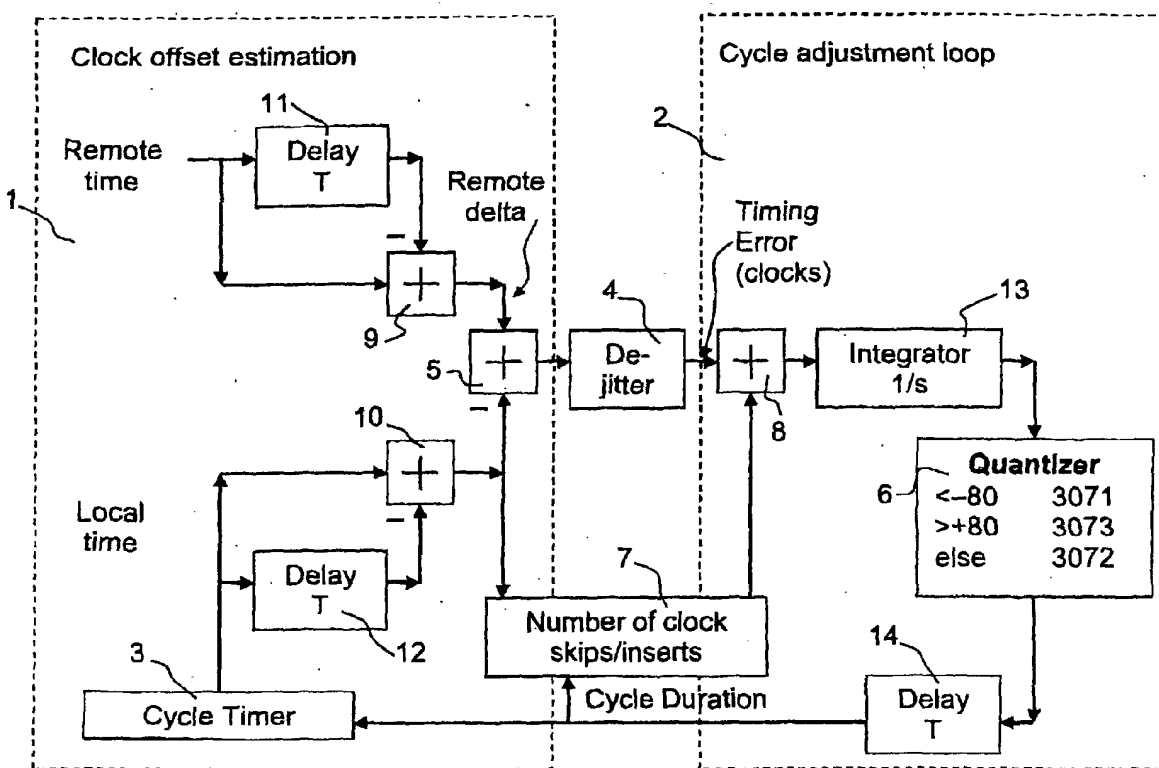 Clock offset estimation
Cycle adjustment loop
11
2
Remote
time
Delay
T
Remote
delta
1
Timing
Error
(clocks)
−
+
9
4
13
+
5
−
De-
jitter
+
8
Integrator
1/s
10
+
−
Quantizer
6
<−80 3071
>+80 3073
else 3072
Local
time
Delay
T
12
7
Number of clock
skips/inserts
3
Cycle Timer
Cycle Duration
14
Delay
T